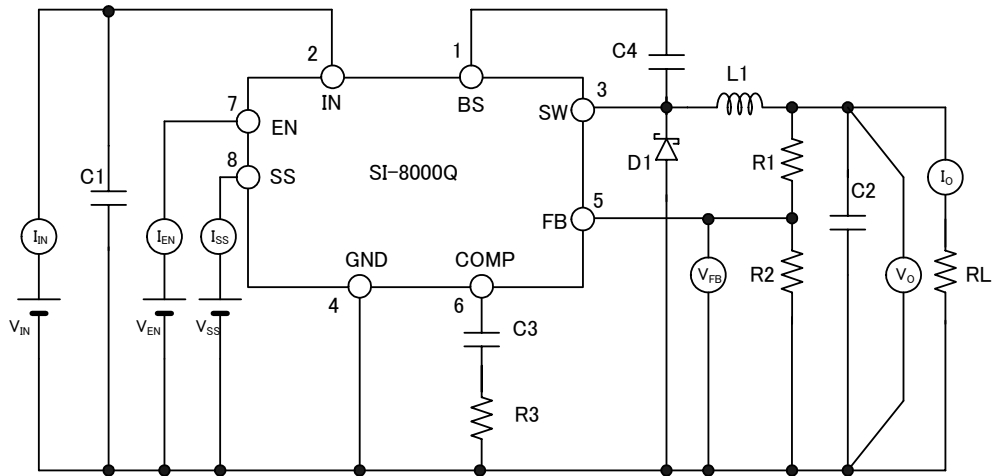 C4
2
1
L1
3
IN
BS
SW
7
EN
D1
R1
8
SS
SI-8000Q
C1
C2
I_O
5
FB
I_IN
I_EN
I_SS
GND
COMP
V_FB
R2
V_O
RL
4
6
V_IN
V_EN
V_SS
C3
R3